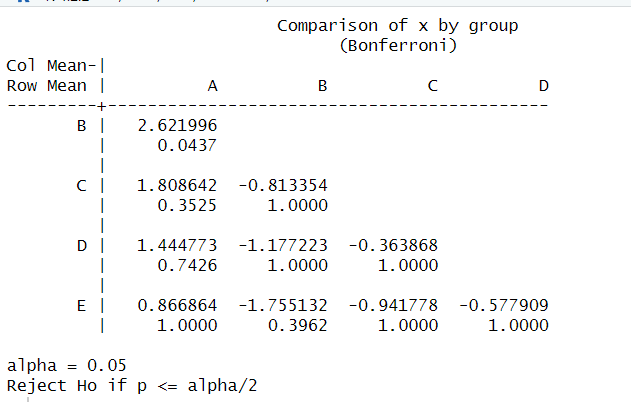 Comparison of x by group
(Bonferroni)
Col Mean-|
Row Mean |          A          B          C          D
---------+--------------------------------------------
       B |   2.621996
         |     0.0437
         |
       C |   1.808642  -0.813354
         |     0.3525     1.0000
         |
       D |   1.444773  -1.177223  -0.363868
         |     0.7426     1.0000     1.0000
         |
       E |   0.866864  -1.755132  -0.941778  -0.577909
         |     1.0000     0.3962     1.0000     1.0000
alpha = 0.05
Reject Ho if p <= alpha/2